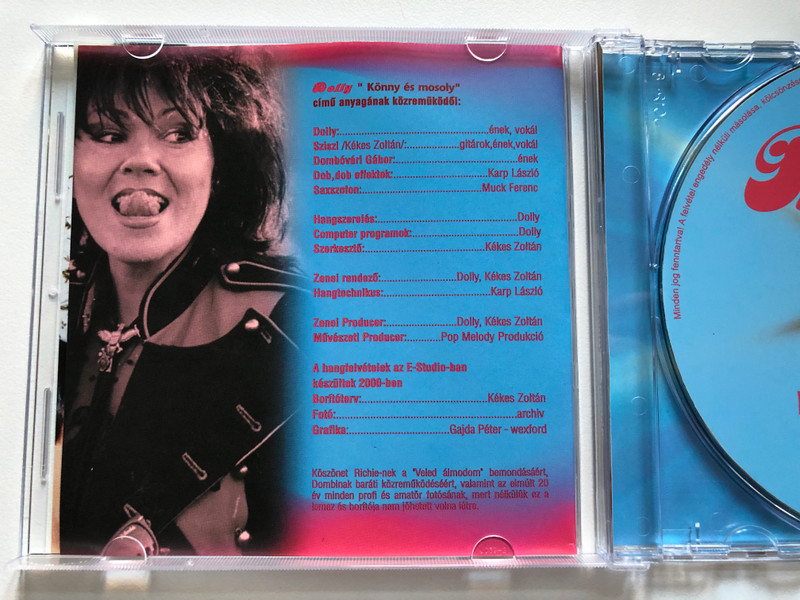 Dolly " Könny és mosoly"
című anyagának közreműködői:
Dolly:..............................................ének, vokál
Sziszi /Kékes Zoltán/:................gitárok,ének,vokál
Dombóvári Gábor:......................................ének
Dob,dob effektek:.............................Karp László
Szaxofon:........................................Muck Ferenc
Hangszerelés:...........................................Dolly
Computer programok:.................................Dolly
Szerkesztő:.....................................Kékes Zoltán
Zenei rendező:.......................Dolly, Kékes Zoltán
Hangtechnikus:.................................Karp László
Zenei Producer:......................Dolly, Kékes Zoltán
Művészeti Producer:...........Pop Melody Produkció
A hangfelvételek az E-Studio-ban
készültek 2000-ban
Borítóterv:.......................................Kékes Zoltán
Fotó:......................................................archiv
Grafika:..............................Gajda Péter - wexford
Köszönet Richie-nek a "Veled álmodom" bemondásáért,
Dombinak baráti közreműködéséért, valamint az elmúlt 20
év minden profi és amatőr fotósának, mert nélkülük ez a
lemez és borítója nem jöhetett volna létre.
Minden jog fenntartva! A felvétel engedély nélküli másolása, kölcsönzése